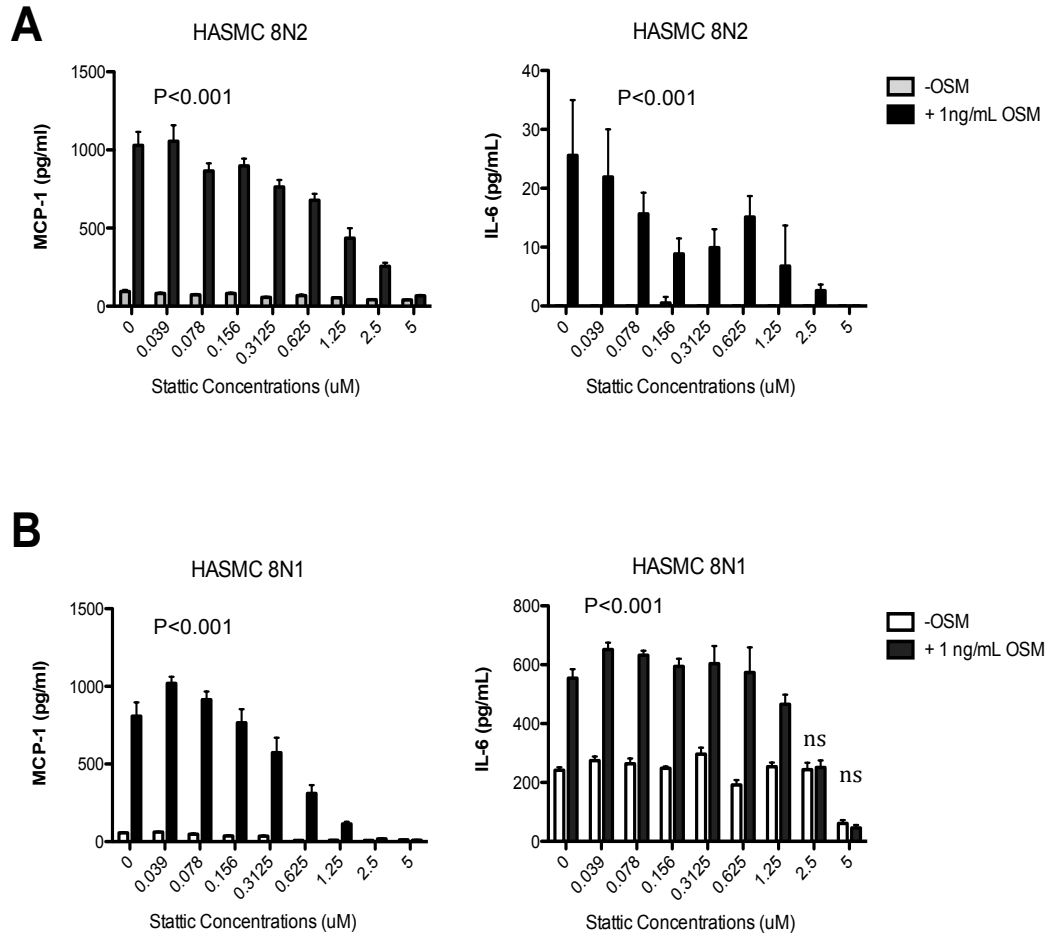 A
HASMC 8N2
MCP-1 (pg/ml)
1500
1000
500
0
P<0.001
0
0.039
0.078
0.156
0.3125
0.625
1.25
2.5
5
Stattic Concentrations (uM)
HASMC 8N2
IL-6 (pg/mL)
40
30
20
10
0
P<0.001
0
0.039
0.078
0.156
0.3125
0.625
1.25
2.5
5
Stattic Concentrations (uM)
-OSM
+ 1ng/mL OSM
B
HASMC 8N1
MCP-1 (pg/ml)
1500
1000
500
0
P<0.001
0
0.039
0.078
0.156
0.3125
0.625
1.25
2.5
5
Stattic Concentrations (uM)
HASMC 8N1
IL-6 (pg/mL)
800
600
400
200
0
P<0.001
ns
ns
0
0.039
0.078
0.156
0.3125
0.625
1.25
2.5
5
Stattic Concentrations (uM)
-OSM
+ 1 ng/mL OSM